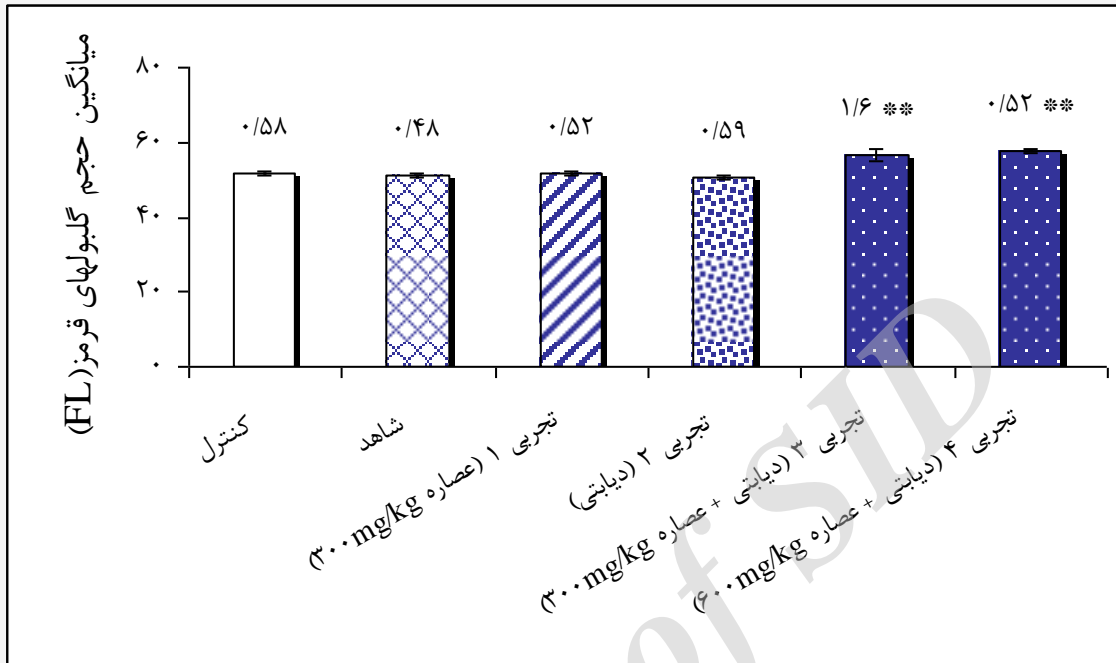 میانگین حجم گلبولهای قرمز(FL)
۸۰
۶۰
۴۰
۲۰
۰
۰/۵۸
۰/۴۸
۰/۵۲
۰/۵۹
۱/۶ **
۰/۵۲ **
کنترل
شاهد
تجربی ۱ (عصاره ۳۰۰mg/kg)
تجربی ۲ (دیابتی)
تجربی ۳ (دیابتی + عصاره ۳۰۰mg/kg)
تجربی ۴ (دیابتی + عصاره ۶۰۰mg/kg)
of SID